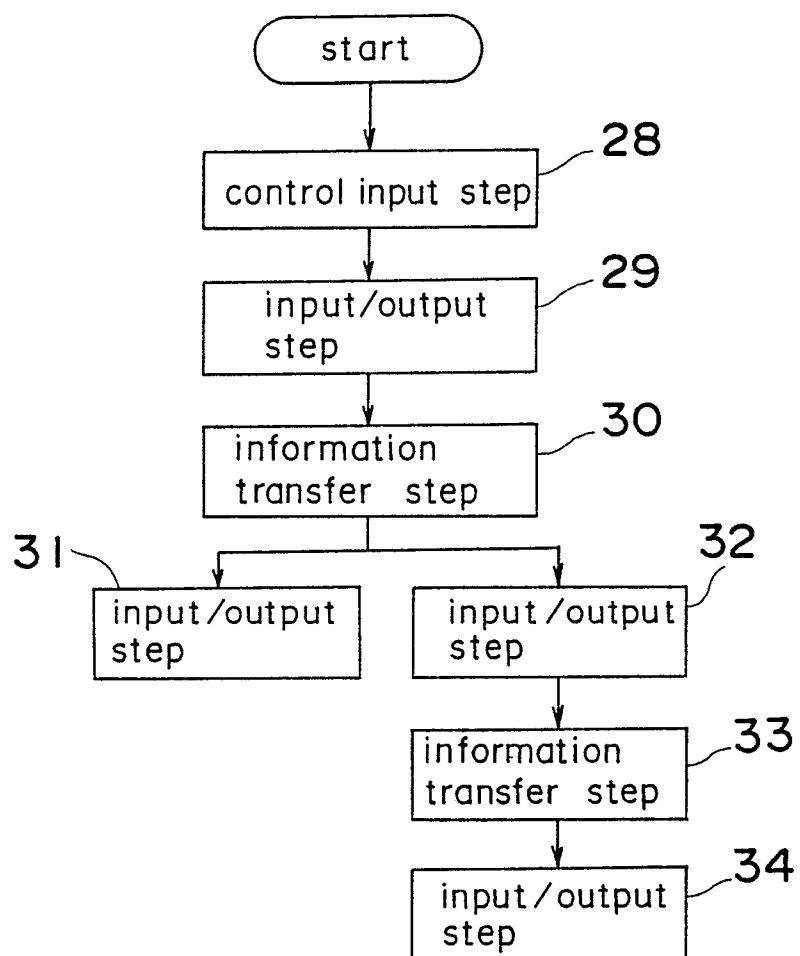 start
28
control input step
29
input/output
step
30
information
transfer step
31
input/output
step
32
input/output
step
33
information
transfer step
34
input/output
step